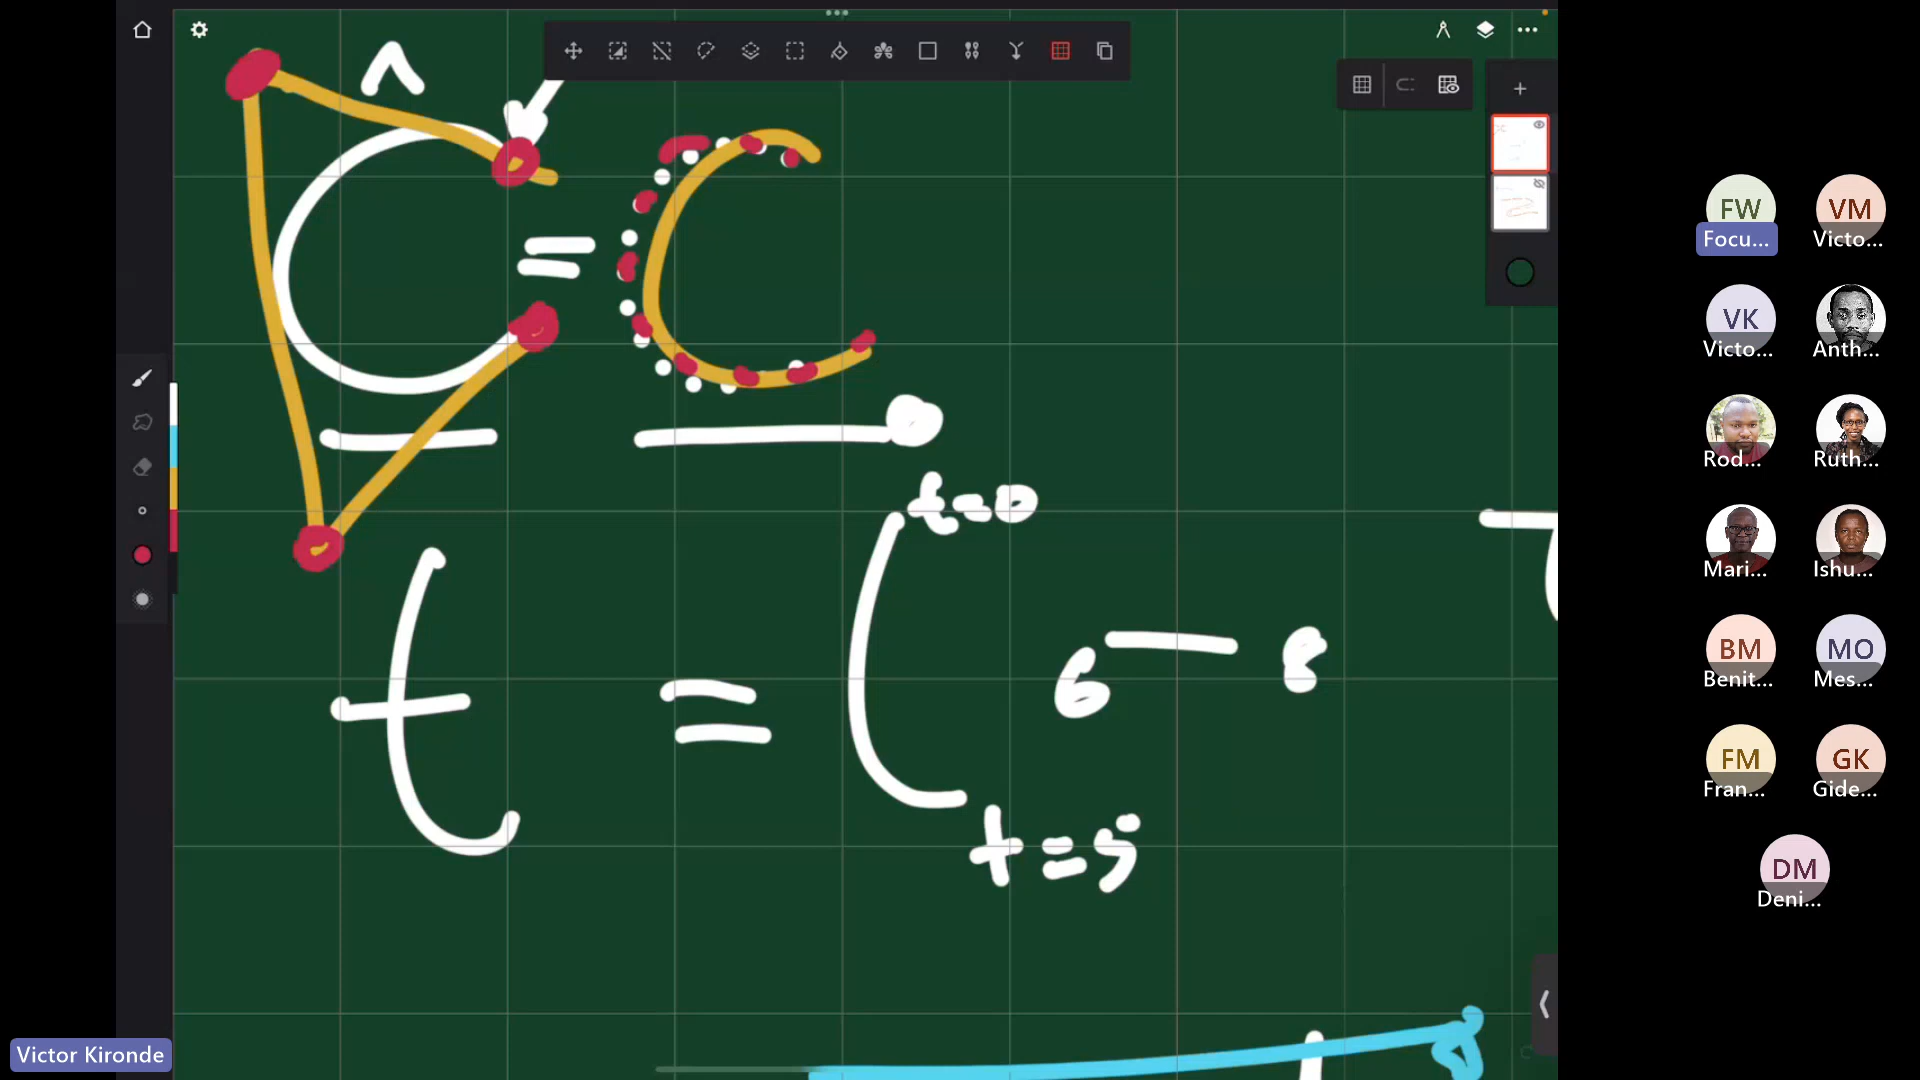 ^
C = C
t=0
t = ( 6 — 8
t=5
FW VM
Focu... Victo...
VK
Victo... Anth...
Rod... Ruth...
Mari... Ishu...
BM MO
Benit... Mes...
FM GK
Fran... Gide...
DM
Deni...
Victor Kironde